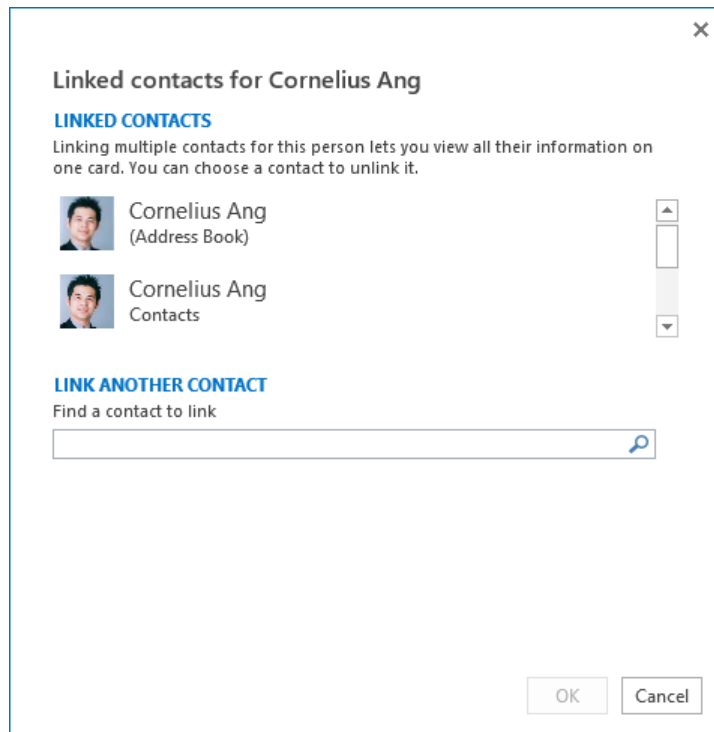 Linked contacts for Cornelius Ang
LINKED CONTACTS
Linking multiple contacts for this person lets you view all their information on
one card. You can choose a contact to unlink it.
Cornelius Ang
(Address Book)
Cornelius Ang
Contacts
LINK ANOTHER CONTACT
Find a contact to link
OK
Cancel